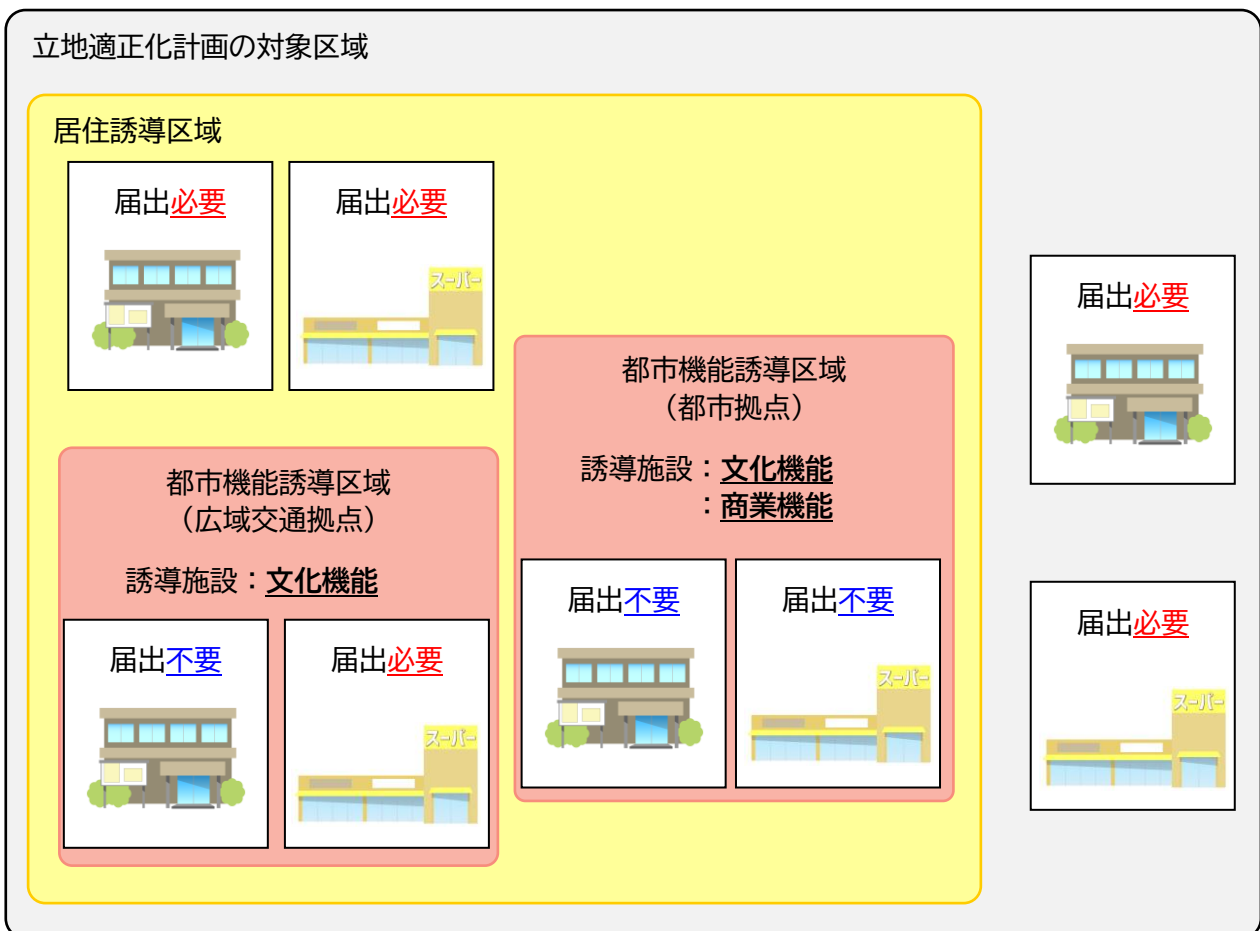 立地適正化計画の対象区域
居住誘導区域
届出必要
届出必要
スーパー
届出必要
都市機能誘導区域
(都市拠点)
誘導施設:文化機能
:商業機能
届出不要
届出不要
スーパー
都市機能誘導区域
(広域交通拠点)
誘導施設:文化機能
届出不要
届出必要
スーパー
届出必要
スーパー